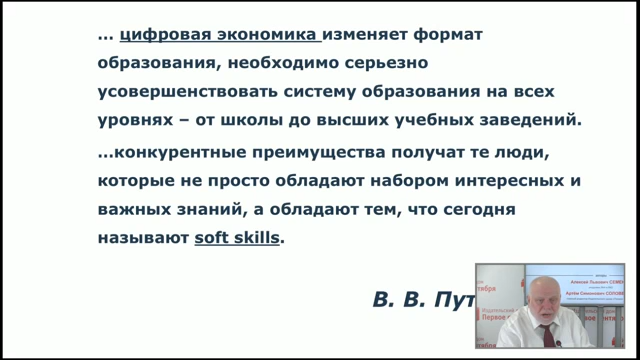 ... цифровая экономика изменяет формат
образования, необходимо серьезно
усовершенствовать систему образования на всех
уровнях – от школы до высших учебных заведений.
...конкурентные преимущества получат те люди,
которые не просто обладают набором интересных и
важных знаний, а обладают тем, что сегодня
называют soft skills.
В. В. Пут